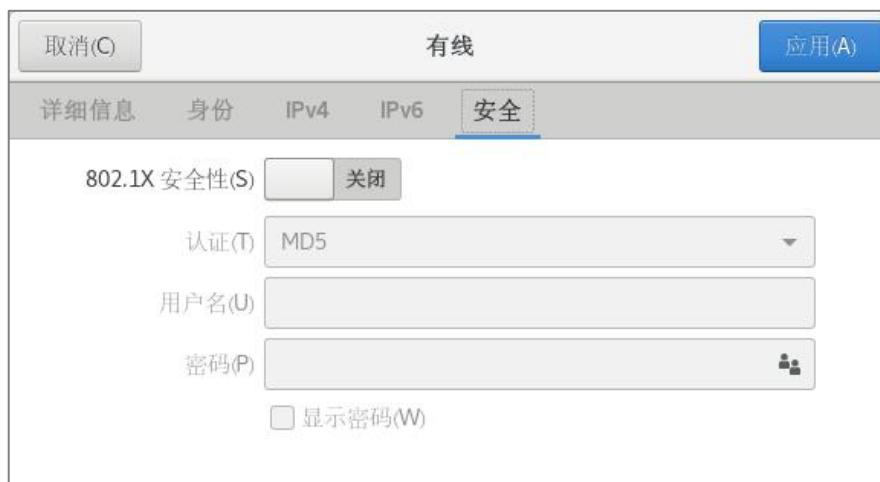 取消(C) 有线 应用(A)
详细信息 身份 IPv4 IPv6 安全
802.1X 安全性(S) 关闭
认证(T) MD5
用户名(U)
密码(P)
显示密码(W)